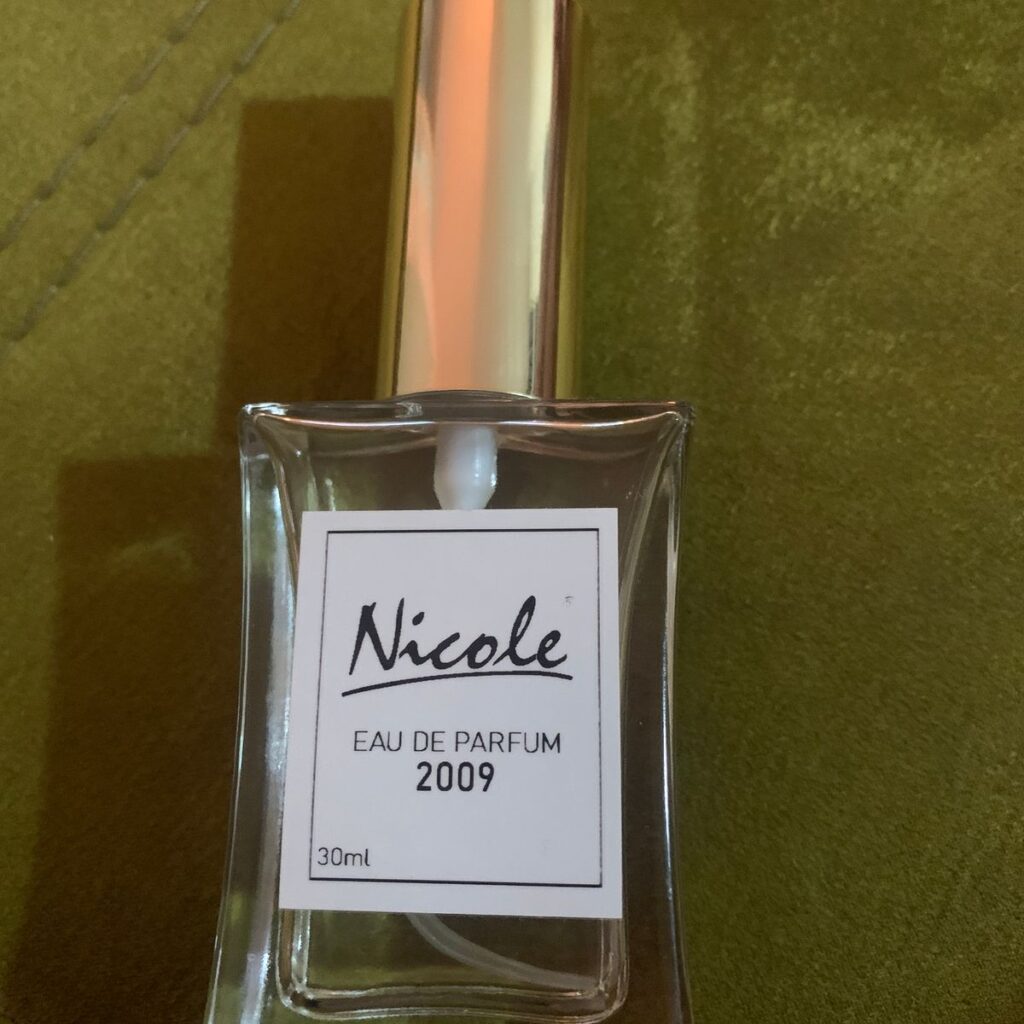 Nicole
EAU DE PARFUM
2009
30ml